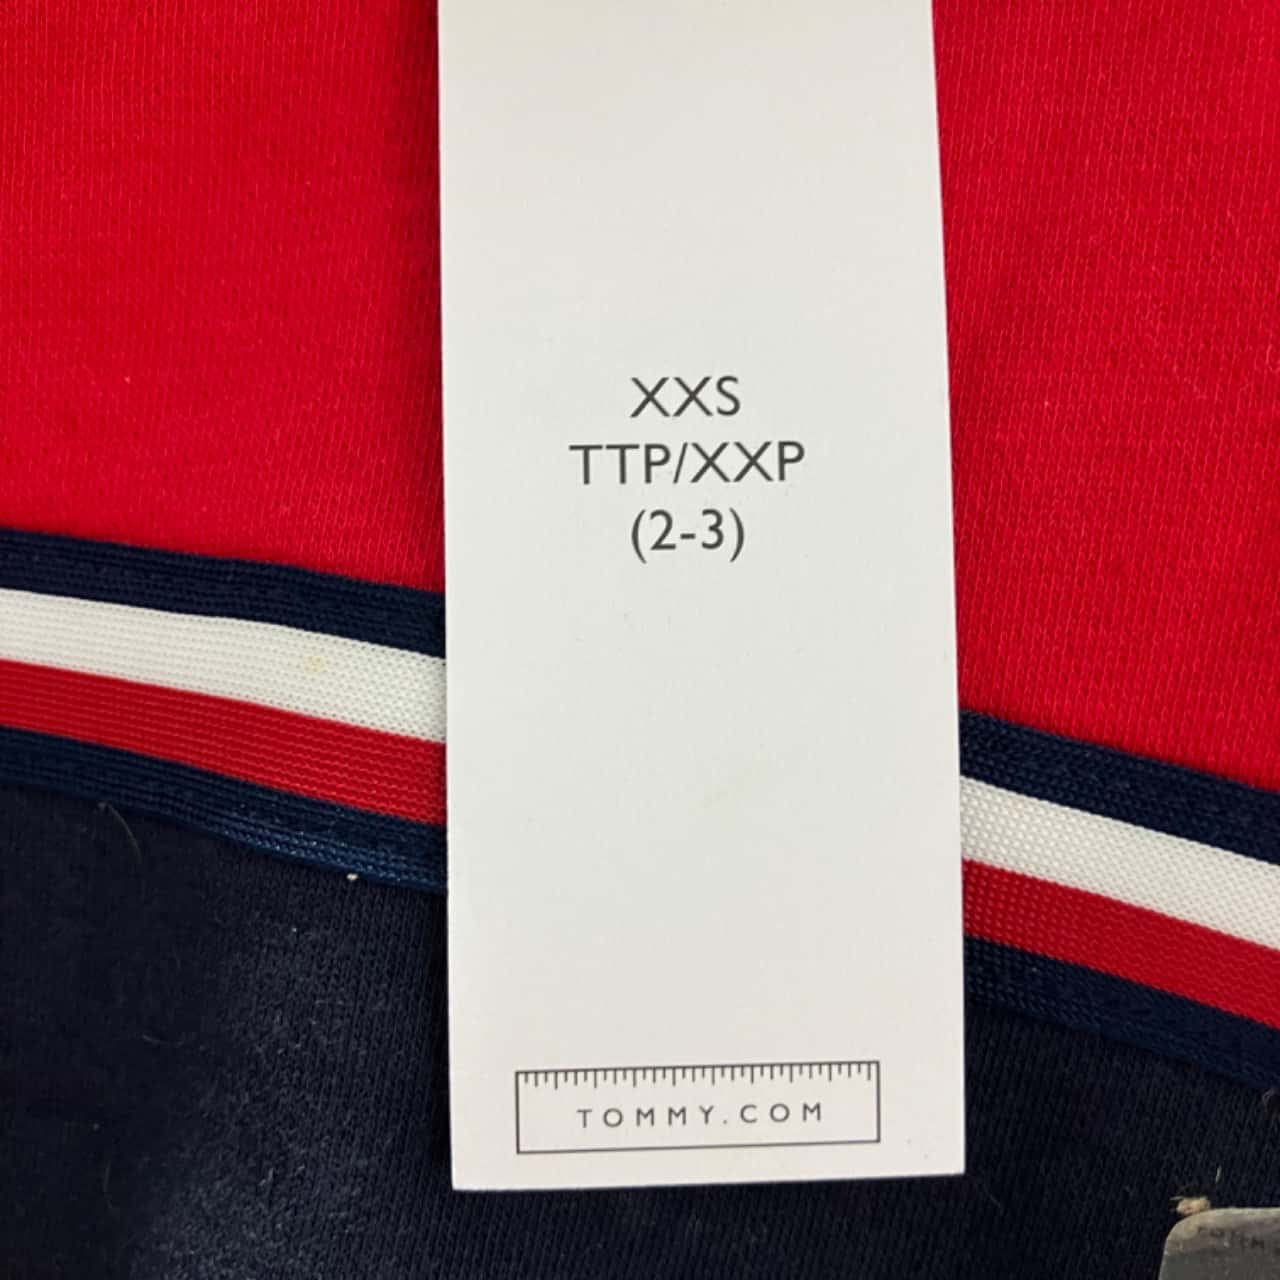 XXS
TTP/XXP
(2-3)
TOMMY.COM